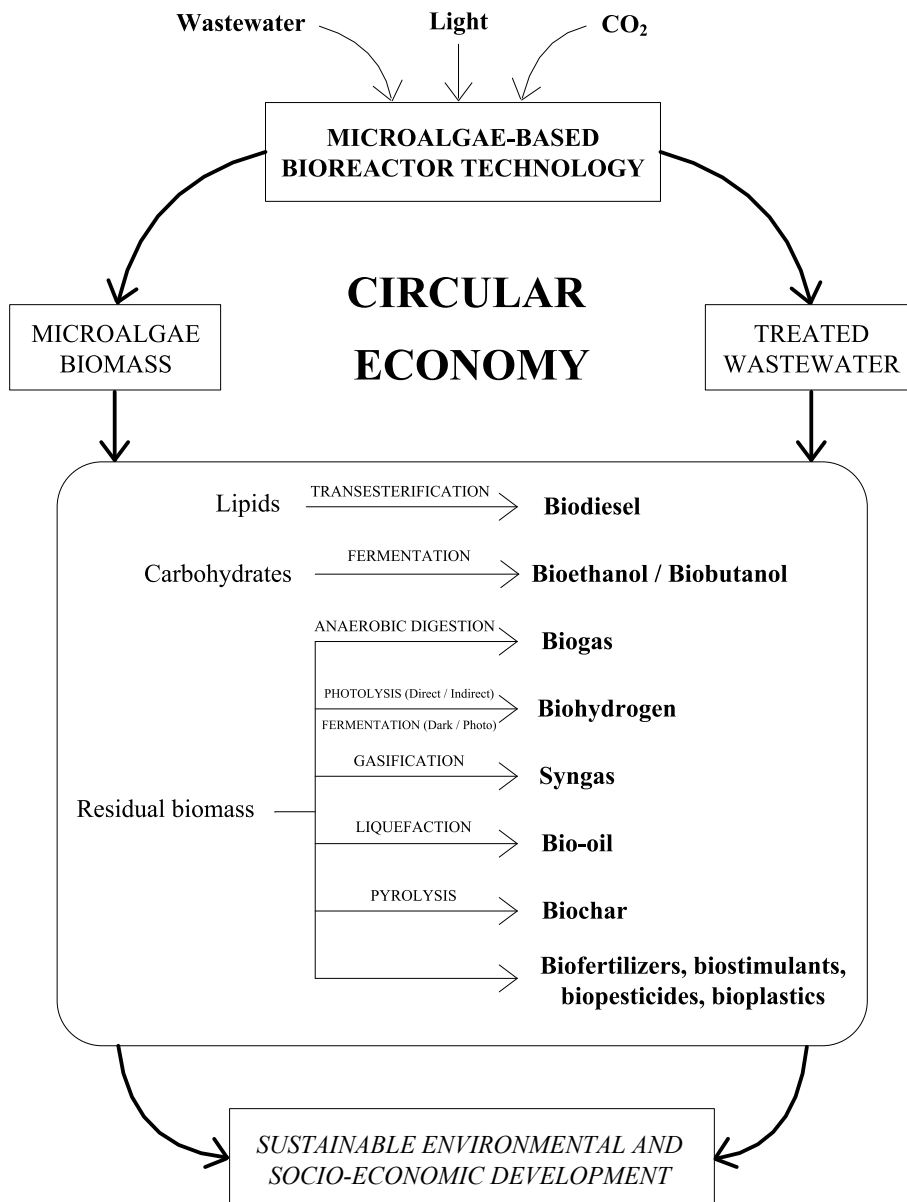 Wastewater
Light
CO₂
MICROALGAE-BASED
BIOREACTOR TECHNOLOGY
CIRCULAR
ECONOMY
MICROALGAE
BIOMASS
TREATED
WASTEWATER
Lipids
TRANSESTERIFICATION
Biodiesel
Carbohydrates
FERMENTATION
Bioethanol / Biobutanol
ANAEROBIC DIGESTION
Biogas
PHOTOLYSIS (Direct / Indirect)
FERMENTATION (Dark / Photo)
Biohydrogen
GASIFICATION
Syngas
Residual biomass
LIQUEFACTION
Bio-oil
PYROLYSIS
Biochar
Biofertilizers, biostimulants,
biopesticides, bioplastics
SUSTAINABLE ENVIRONMENTAL AND
SOCIO-ECONOMIC DEVELOPMENT